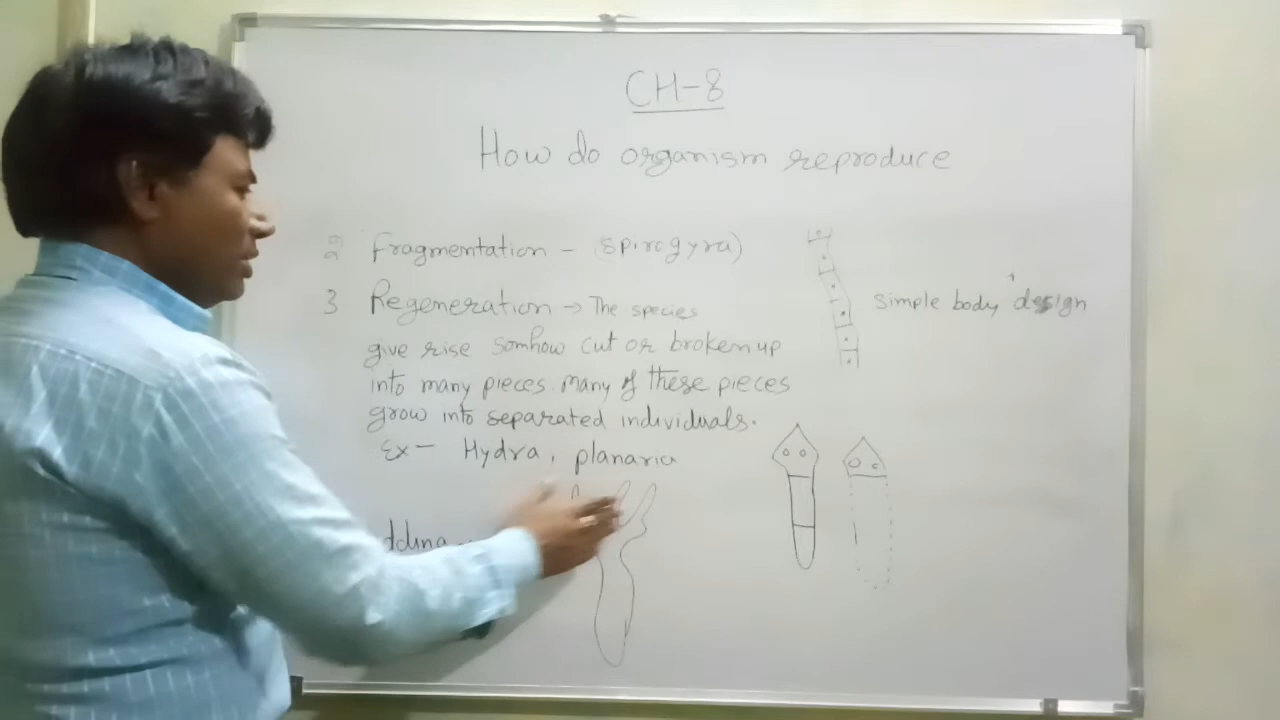 CH-8
How do organism reproduce
2 Fragmentation - (spirogyra)
3 Regeneration → The species
give rise somhow cut or broken up
into many pieces. many of these pieces
grow into separated individuals.
Ex- Hydra, planaria
simple body design